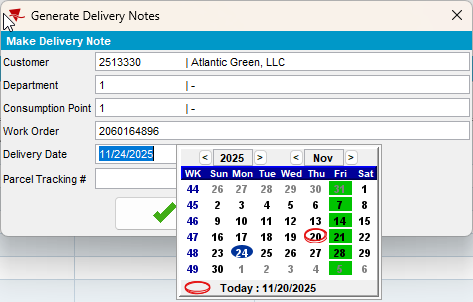 Generate Delivery Notes
Make Delivery Note
Customer 2513330 | Atlantic Green, LLC
Department 1 | -
Consumption Point 1 | -
Work Order 2060164896
Delivery Date 11/24/2025
Parcel Tracking #
< 2025 > < Nov >
WK Sun Mon Tue Wed Thu Fri Sat
44 26 27 28 29 30 31 1
45 2 3 4 5 6 7 8
46 9 10 11 12 13 14 15
47 16 17 18 19 20 21 22
48 23 24 25 26 27 28 29
49 30 1 2 3 4 5 6
Today : 11/20/2025